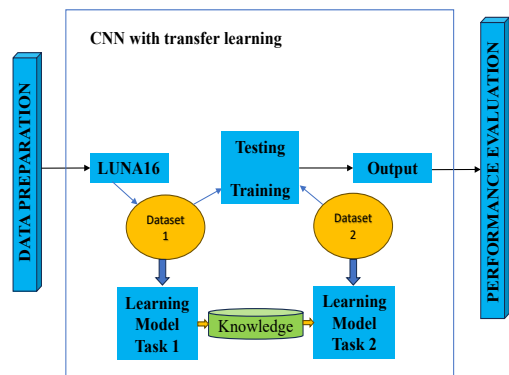 CNN with transfer learning
DATA PREPARATION
LUNA16
Testing
Training
Output
PERFORMANCE EVALUATION
Dataset
1
Dataset
2
Learning
Model
Task 1
Knowledge
Learning
Model
Task 2